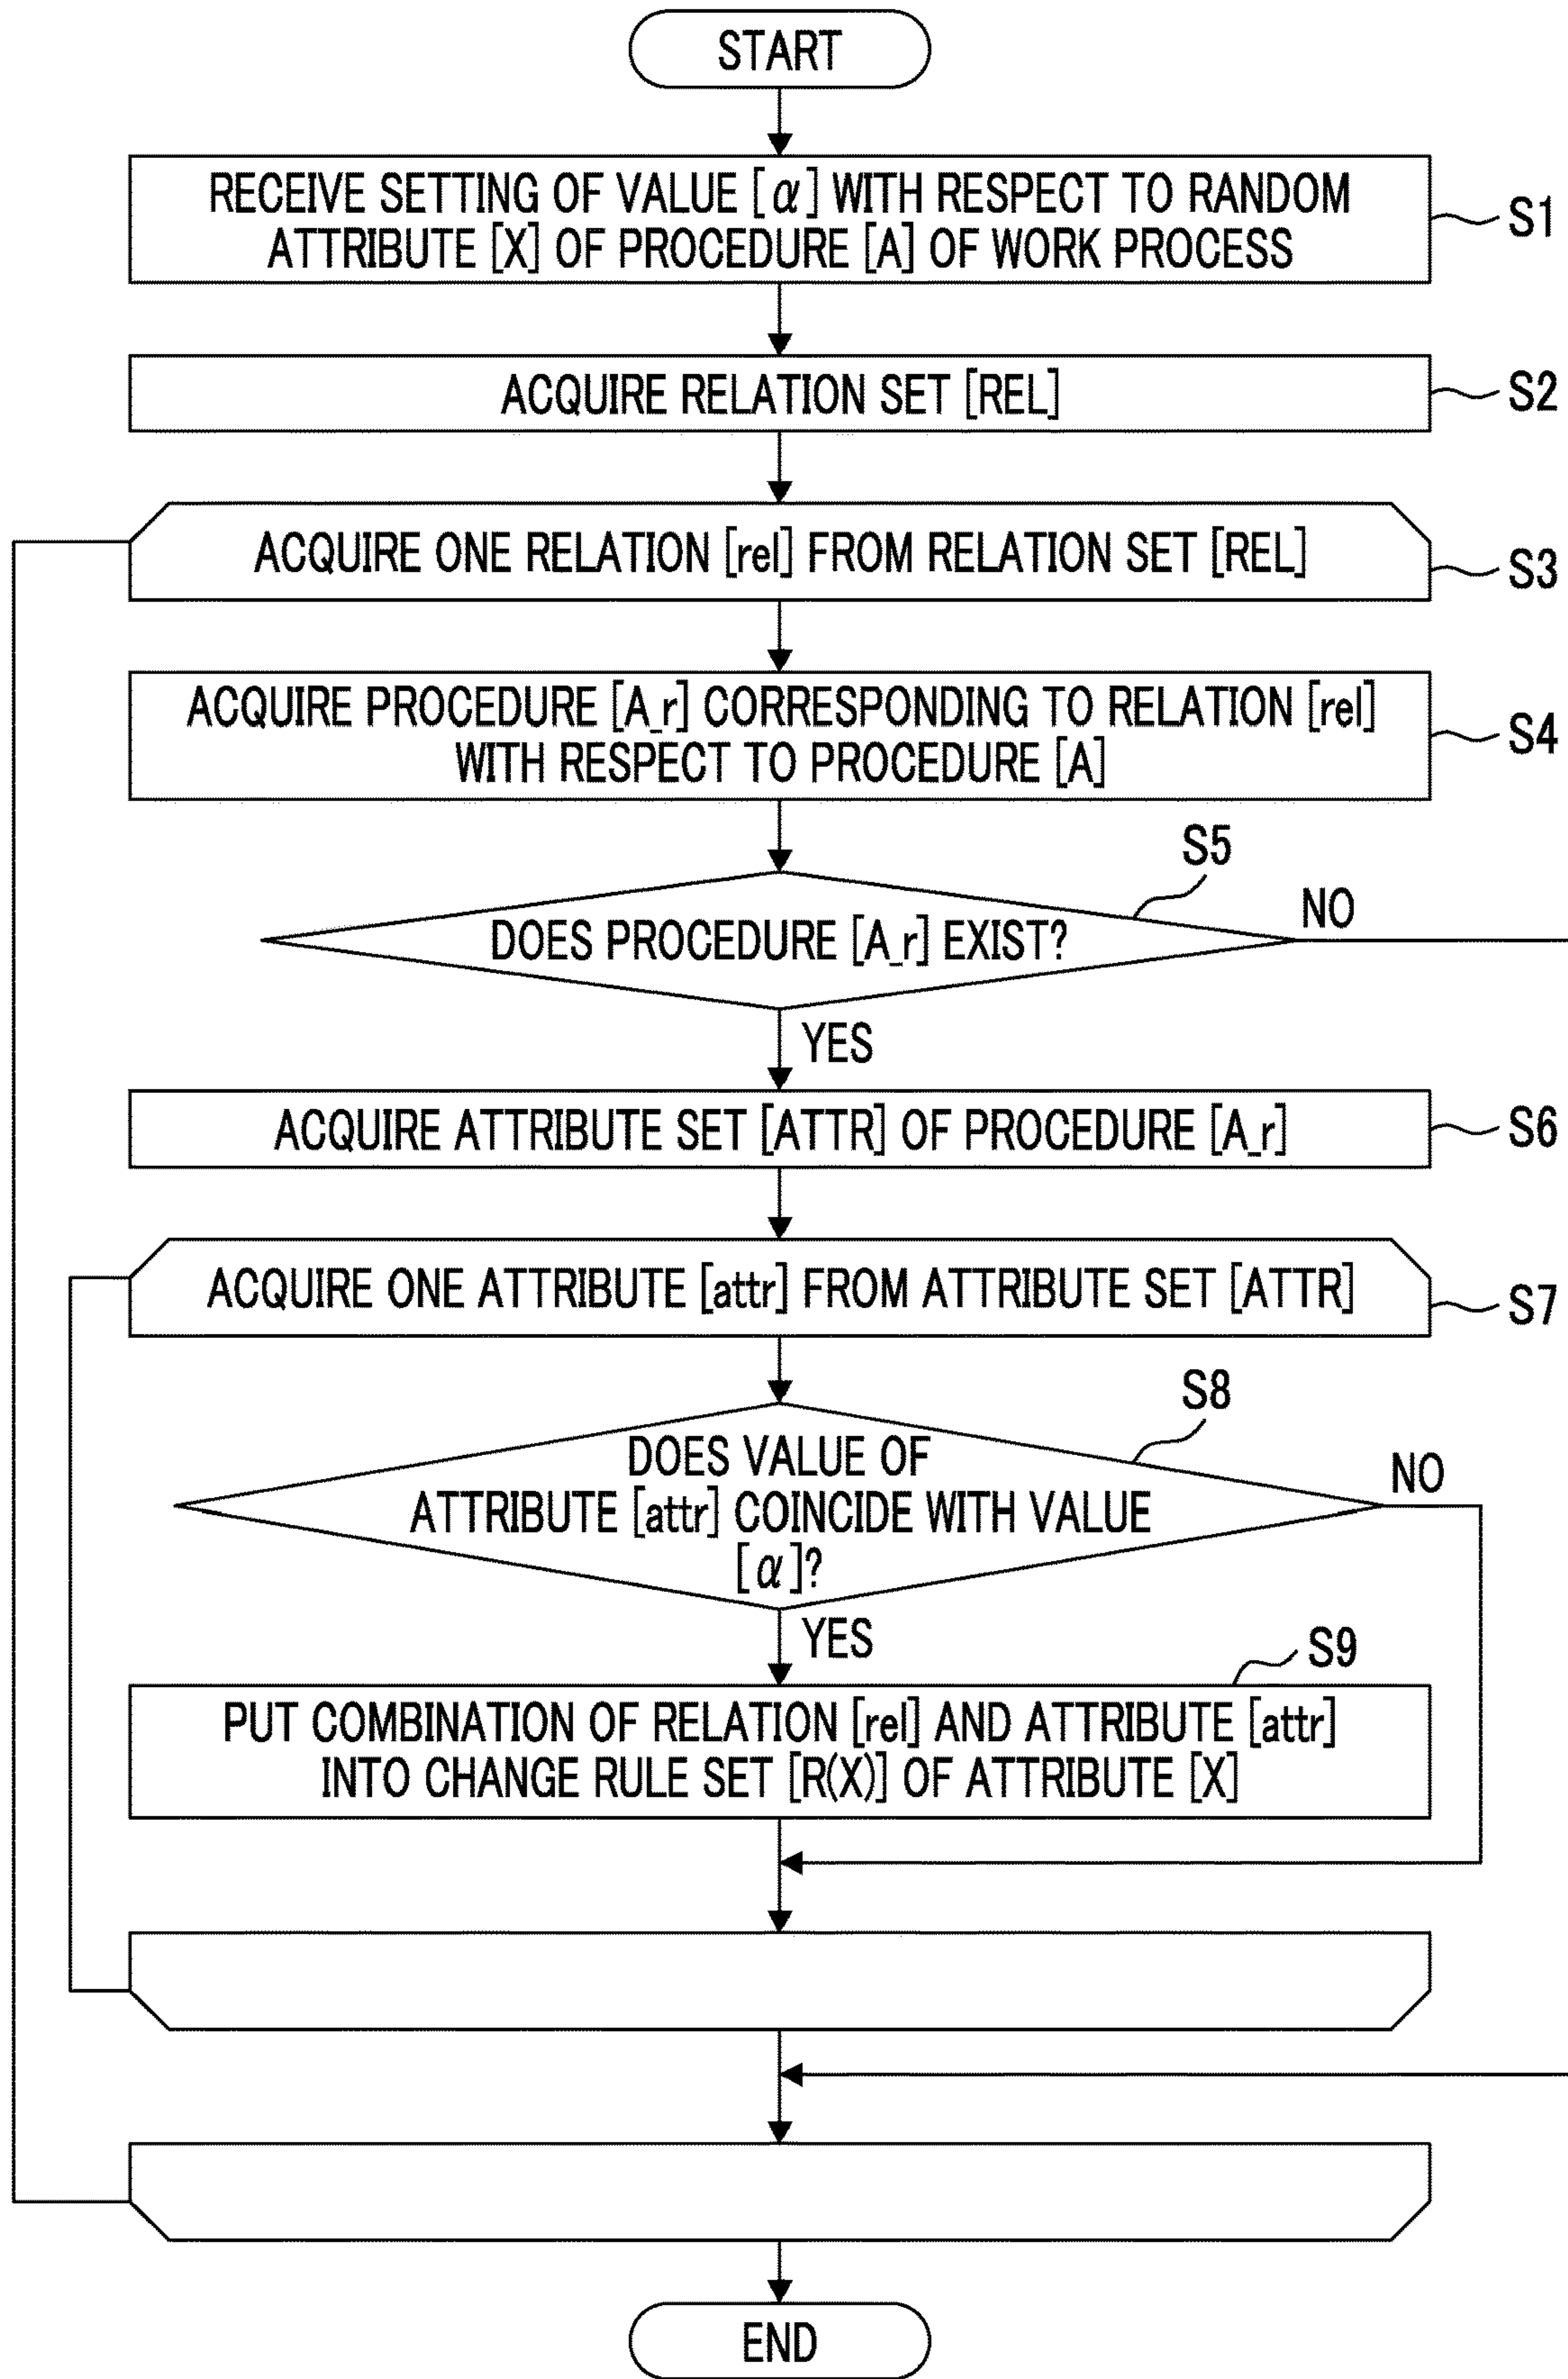 START
RECEIVE SETTING OF VALUE [α] WITH RESPECT TO RANDOM
ATTRIBUTE [X] OF PROCEDURE [A] OF WORK PROCESS
S1
ACQUIRE RELATION SET [REL]
S2
ACQUIRE ONE RELATION [rel] FROM RELATION SET [REL]
S3
ACQUIRE PROCEDURE [A_r] CORRESPONDING TO RELATION [rel]
WITH RESPECT TO PROCEDURE [A]
S4
S5
DOES PROCEDURE [A_r] EXIST?
NO
YES
ACQUIRE ATTRIBUTE SET [ATTR] OF PROCEDURE [A_r]
S6
ACQUIRE ONE ATTRIBUTE [attr] FROM ATTRIBUTE SET [ATTR]
S7
S8
DOES VALUE OF
ATTRIBUTE [attr] COINCIDE WITH VALUE
[α]?
NO
YES
S9
PUT COMBINATION OF RELATION [rel] AND ATTRIBUTE [attr]
INTO CHANGE RULE SET [R(X)] OF ATTRIBUTE [X]
END